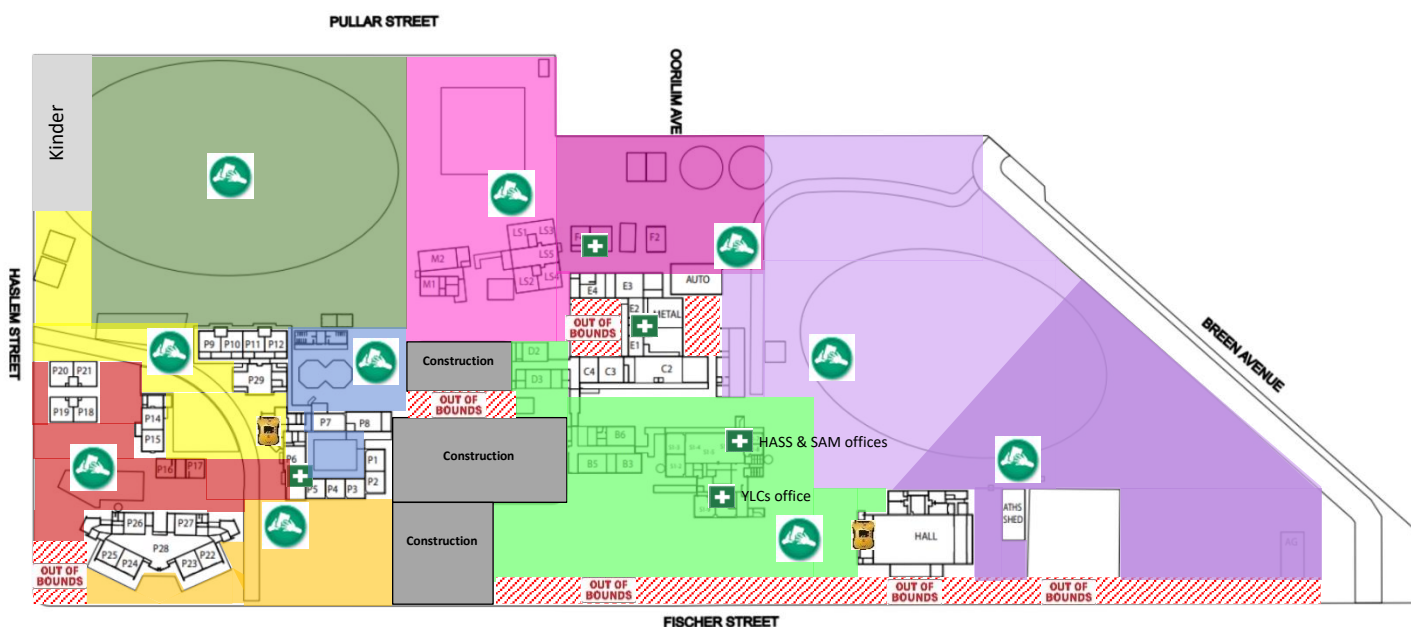 PULLAR STREET
OORILIM AVE
Kinder
HASLEM STREET
BREEN AVENUE
LS1
LS3
LS5
LS2
LS4
M2
M1
F2
AUTO
E4
E3
E2
METAL
E1
OUT OF
BOUNDS
P9
P10
P11
P12
P29
P20
P21
P19
P18
P14
P15
Construction
D2
D3
C4
C3
C2
OUT OF
BOUNDS
P7
P8
P6
P1
P2
P5
P4
P3
P16
P17
Construction
B6
B5
B3
HASS & SAM offices
YLCs office
P26
P27
P28
P25
P24
P23
P22
Construction
HALL
ATHS
SHED
AG
OUT OF
BOUNDS
OUT OF
BOUNDS
OUT OF
BOUNDS
OUT OF
BOUNDS
FISCHER STREET